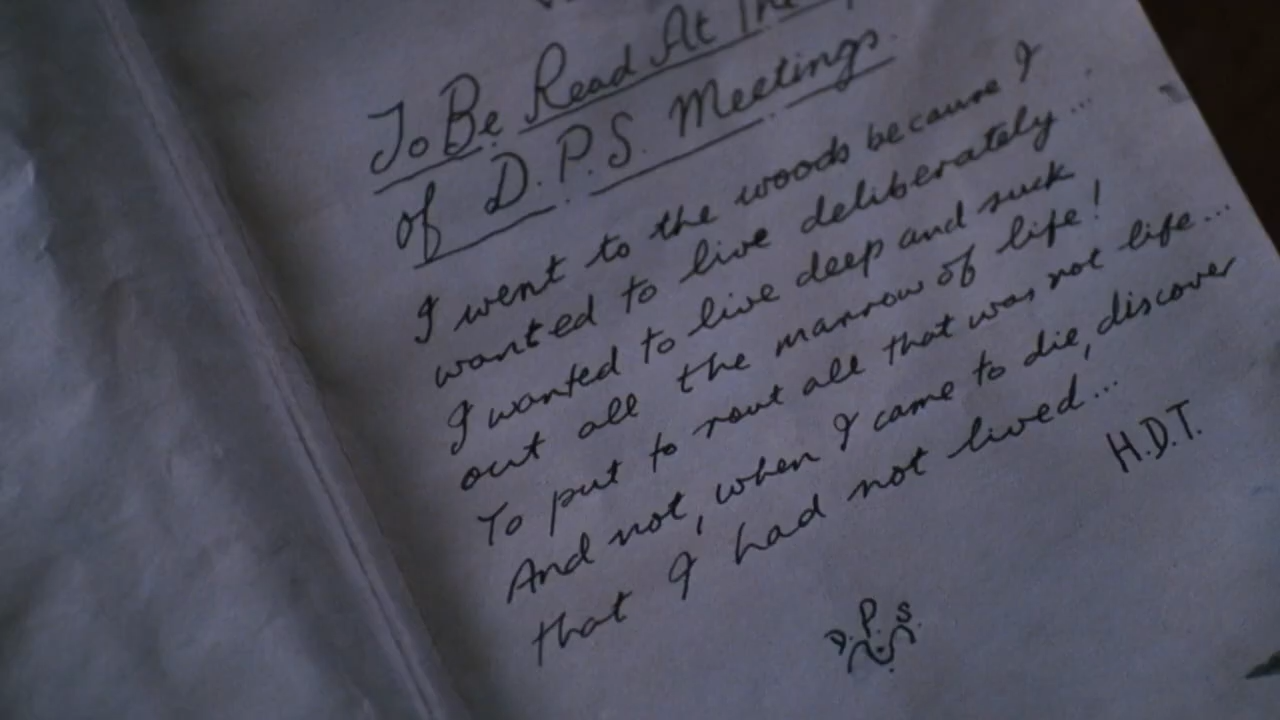 To Be Read At The
of D.P.S. Meetings.
I went to the woods because I
wanted to live deliberately...
I wanted to live deep and suck
out all the marrow of life!
To put to rout all that was not life...
And not, when I came to die, discover
that I had not lived...
H.D.T.
D.P.S.